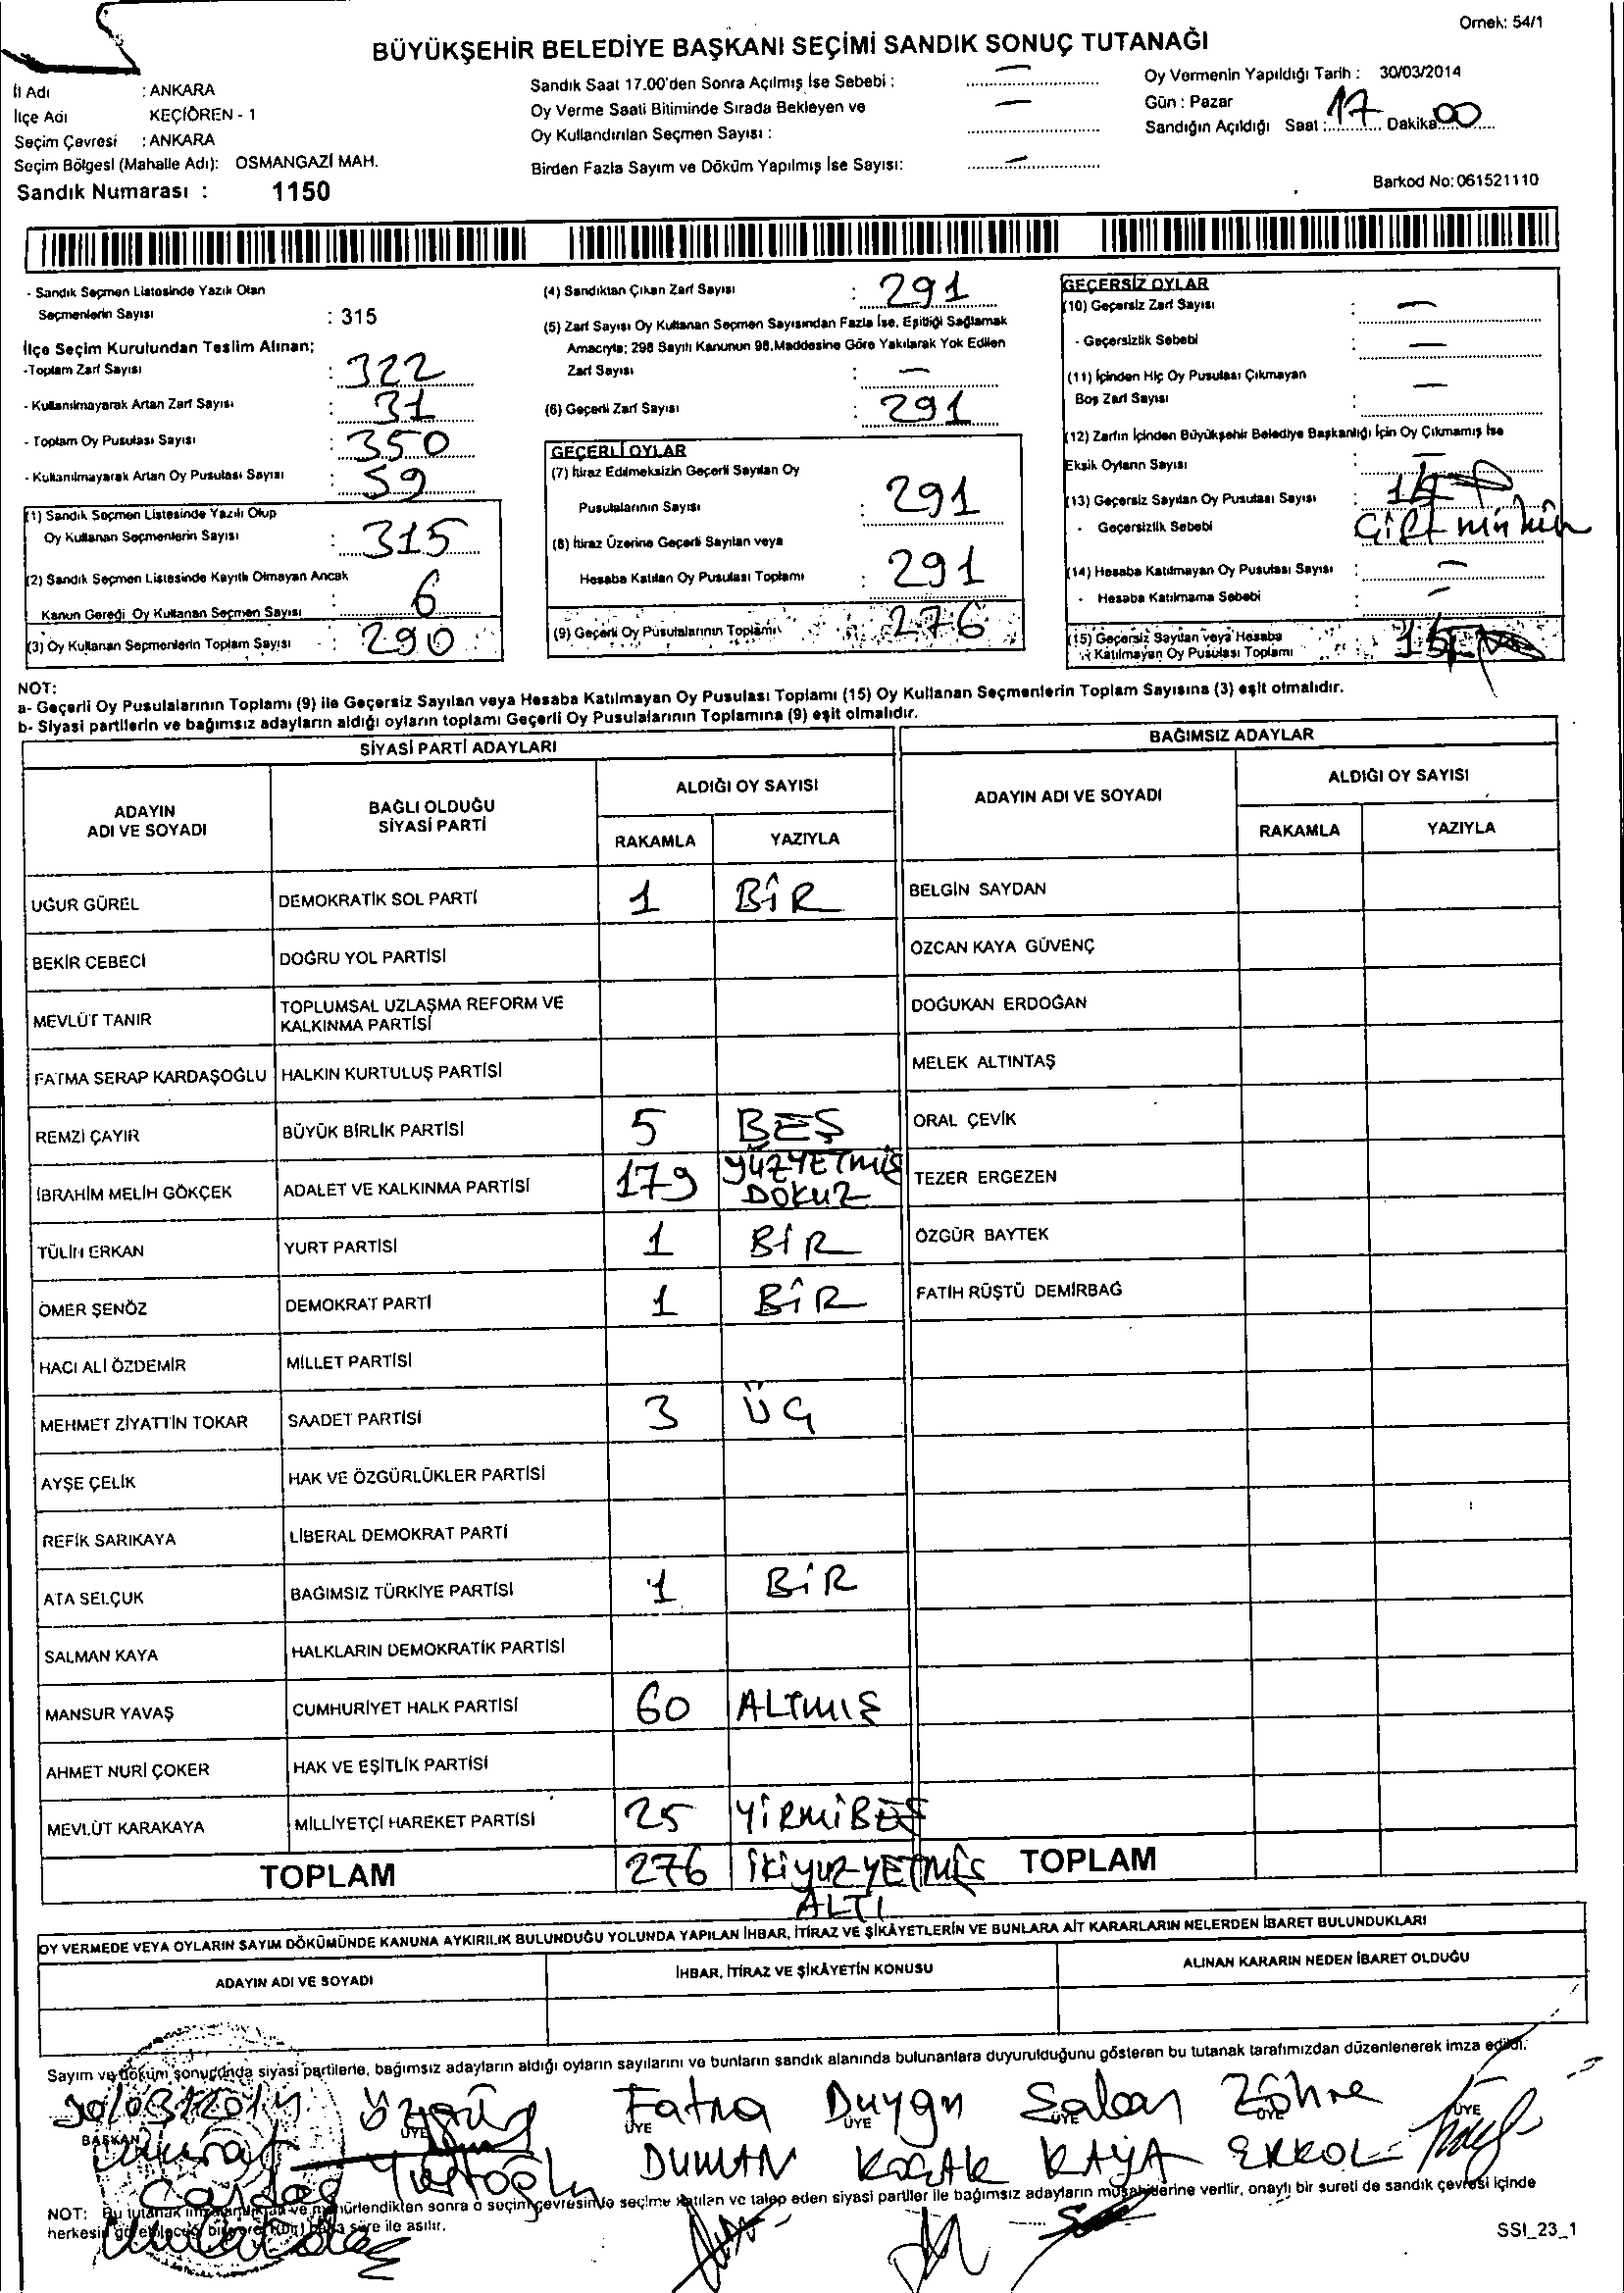 Örnek: 54/1
BÜYÜKŞEHİR BELEDİYE BAŞKANI SEÇİMİ SANDIK SONUÇ TUTANAĞI
İl Adı : ANKARA
İlçe Adı KEÇİÖREN - 1
Seçim Çevresi : ANKARA
Seçim Bölgesi (Mahalle Adı): OSMANGAZİ MAH.
Sandık Numarası : 1150
Sandık Saat 17.00'den Sonra Açılmış İse Sebebi : —
Oy Verme Saati Bitiminde Sırada Bekleyen ve
Oy Kullandırılan Seçmen Sayısı : —
Birden Fazla Sayım ve Döküm Yapılmış İse Sayısı: —
Oy Vermenin Yapıldığı Tarih : 30/03/2014
Gün : Pazar
Sandığın Açıldığı Saat : 17 Dakika 00
Barkod No: 061521110
- Sandık Seçmen Listesinde Yazılı Olan
Seçmenlerin Sayısı : 315
İlçe Seçim Kurulundan Teslim Alınan;
-Toplam Zarf Sayısı : 322
- Kullanılmayarak Artan Zarf Sayısı : 31
- Toplam Oy Pusulası Sayısı : 350
- Kullanılmayarak Artan Oy Pusulası Sayısı : 59
(1) Sandık Seçmen Listesinde Yazılı Olup
Oy Kullanan Seçmenlerin Sayısı : 315
(2) Sandık Seçmen Listesinde Kayıtlı Olmayan Ancak
Kanun Gereği Oy Kullanan Seçmen Sayısı : 6
(3) Oy Kullanan Seçmenlerin Toplam Sayısı : 290
(4) Sandıktan Çıkan Zarf Sayısı : 291
(5) Zarf Sayısı Oy Kullanan Seçmen Sayısından Fazla İse, Eşitliği Sağlamak
Amacıyla; 298 Sayılı Kanunun 98.Maddesine Göre Yakılarak Yok Edilen
Zarf Sayısı : —
(6) Geçerli Zarf Sayısı : 291
GEÇERLİ OYLAR
(7) İtiraz Edilmeksizin Geçerli Sayılan Oy
Pusulalarının Sayısı : 291
(8) İtiraz Üzerine Geçerli Sayılan veya
Hesaba Katılan Oy Pusulası Toplamı : 291
(9) Geçerli Oy Pusulalarının Toplamı : 276
GEÇERSİZ OYLAR
(10) Geçersiz Zarf Sayısı : —
- Geçersizlik Sebebi : —
(11) İçinden Hiç Oy Pusulası Çıkmayan
Boş Zarf Sayısı : —
(12) Zarfın İçinden Büyükşehir Belediye Başkanlığı İçin Oy Çıkmamış İse
Eksik Oyların Sayısı : —
(13) Geçersiz Sayılan Oy Pusulası Sayısı :
- Geçersizlik Sebebi :
(14) Hesaba Katılmayan Oy Pusulası Sayısı : —
- Hesaba Katılmama Sebebi : —
(15) Geçersiz Sayılan veya Hesaba
Katılmayan Oy Pusulası Toplamı :
NOT:
a- Geçerli Oy Pusulalarının Toplamı (9) ile Geçersiz Sayılan veya Hesaba Katılmayan Oy Pusulası Toplamı (15) Oy Kullanan Seçmenlerin Toplam Sayısına (3) eşit olmalıdır.
b- Siyasi partilerin ve bağımsız adayların aldığı oyların toplamı Geçerli Oy Pusulalarının Toplamına (9) eşit olmalıdır.
SİYASİ PARTİ ADAYLARI BAĞIMSIZ ADAYLAR
ADAYIN ADI VE SOYADI BAĞLI OLDUĞU SİYASİ PARTİ ALDIĞI OY SAYISI ADAYIN ADI VE SOYADI ALDIĞI OY SAYISI
RAKAMLA YAZIYLA RAKAMLA YAZIYLA
UĞUR GÜREL DEMOKRATİK SOL PARTİ 1 BİR BELGİN SAYDAN
BEKİR CEBECİ DOĞRU YOL PARTİSİ ÖZCAN KAYA GÜVENÇ
MEVLÜT TANIR TOPLUMSAL UZLAŞMA REFORM VE KALKINMA PARTİSİ DOĞUKAN ERDOĞAN
FATMA SERAP KARDAŞOĞLU HALKIN KURTULUŞ PARTİSİ MELEK ALTINTAŞ
REMZİ ÇAYIR BÜYÜK BİRLİK PARTİSİ 5 BEŞ ORAL ÇEVİK
İBRAHİM MELİH GÖKÇEK ADALET VE KALKINMA PARTİSİ 179 YÜZYETMİŞ DOKUZ TEZER ERGEZEN
TÜLİN ERKAN YURT PARTİSİ 1 BİR ÖZGÜR BAYTEK
ÖMER ŞENÖZ DEMOKRAT PARTİ 1 BİR FATİH RÜŞTÜ DEMİRBAĞ
HACI ALİ ÖZDEMİR MİLLET PARTİSİ
MEHMET ZİYATTİN TOKAR SAADET PARTİSİ 3 ÜÇ
AYŞE ÇELİK HAK VE ÖZGÜRLÜKLER PARTİSİ
REFİK SARIKAYA LİBERAL DEMOKRAT PARTİ
ATA SELÇUK BAĞIMSIZ TÜRKİYE PARTİSİ 1 BİR
SALMAN KAYA HALKLARIN DEMOKRATİK PARTİSİ
MANSUR YAVAŞ CUMHURİYET HALK PARTİSİ 60 ALTMIŞ
AHMET NURİ ÇOKER HAK VE EŞİTLİK PARTİSİ
MEVLÜT KARAKAYA MİLLİYETÇİ HAREKET PARTİSİ 25 YİRMİBEŞ
TOPLAM 276 İKİYUZYETMİŞ ALTI TOPLAM
OY VERMEDE VEYA OYLARIN SAYIM DÖKÜMÜNDE KANUNA AYKIRILIK BULUNDUĞU YOLUNDA YAPILAN İHBAR, İTİRAZ VE ŞİKÂYETLERİN VE BUNLARA AİT KARARLARIN NELERDEN İBARET BULUNDUKLARI
ADAYIN ADI VE SOYADI İHBAR, İTİRAZ VE ŞİKÂYETİN KONUSU ALINAN KARARIN NEDEN İBARET OLDUĞU
Sayım ve döküm sonucunda siyasi partilerle, bağımsız adayların aldığı oyların sayılarını ve bunların sandık alanında bulunanlara duyurulduğunu gösteren bu tutanak tarafımızdan düzenlenerek imza edildi.
30/03/2014 Özgür Fatma Duygu Şaban Zöhre
BAŞKAN ÜYE ÜYE ÜYE ÜYE ÜYE ÜYE
Murat DUMAN KOÇAK KAYA ERKOL
NOT: Bu tutanak imzalandıktan ve mühürlendikten sonra o seçim çevresinde seçime katılan ve talep eden siyasi partiler ile bağımsız adayların müşahitlerine verilir, onaylı bir sureti de sandık çevresi içinde
herkesin görebileceği bir yere (bir) hafta süre ile asılır.
SSI_23_1